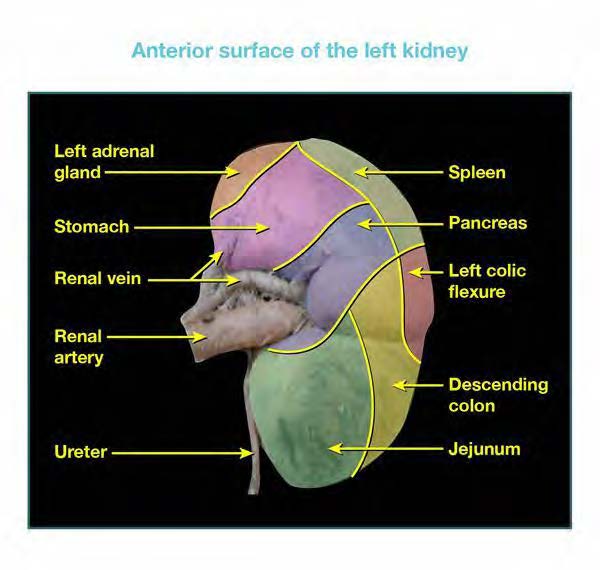 Anterior surface of the left kidney
Left adrenal
gland
Stomach
Renal vein
Renal
artery
Ureter
Spleen
Pancreas
Left colic
flexure
Descending
colon
Jejunum